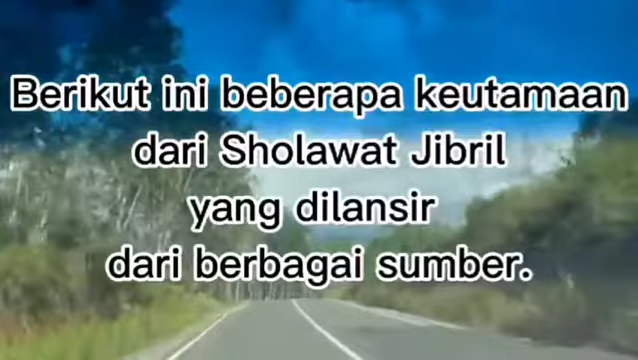 Berikut ini beberapa keutamaan
dari Sholawat Jibril
yang dilansir
dari berbagai sumber.